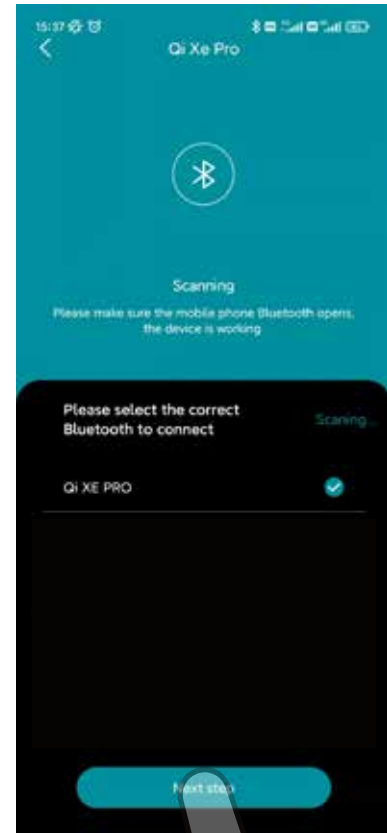 15:37
Qi Xe Pro
Scanning
Please make sure the mobile phone Bluetooth opens,
the device is working
Please select the correct
Bluetooth to connect
Scaning...
Qi XE PRO
Next step